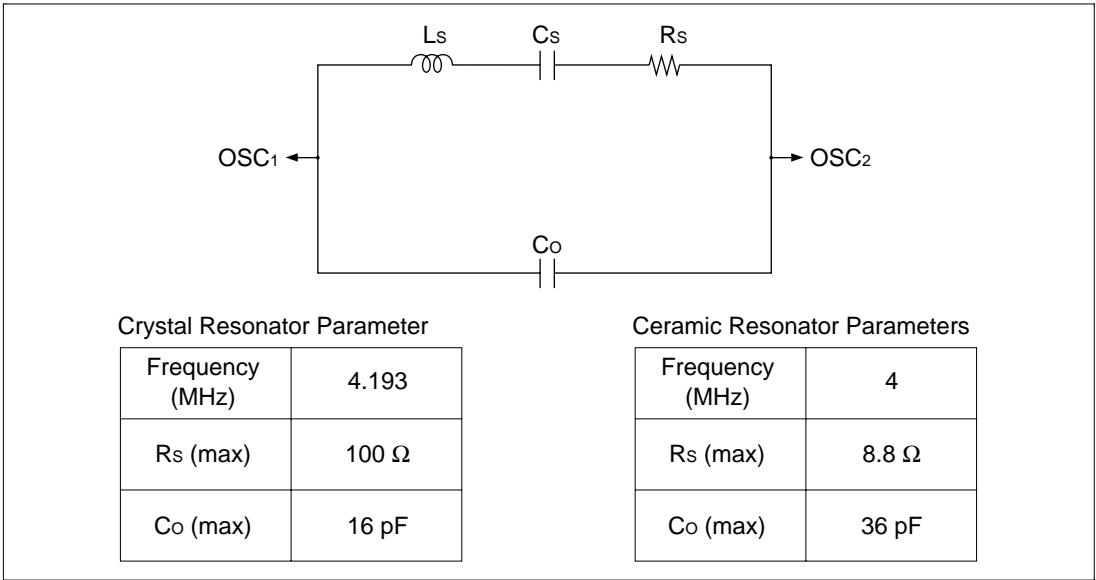 LS CS RS
OSC1 OSC2
CO
Crystal Resonator Parameter
Frequency (MHz) 4.193
RS (max) 100 Ω
CO (max) 16 pF
Ceramic Resonator Parameters
Frequency (MHz) 4
RS (max) 8.8 Ω
CO (max) 36 pF